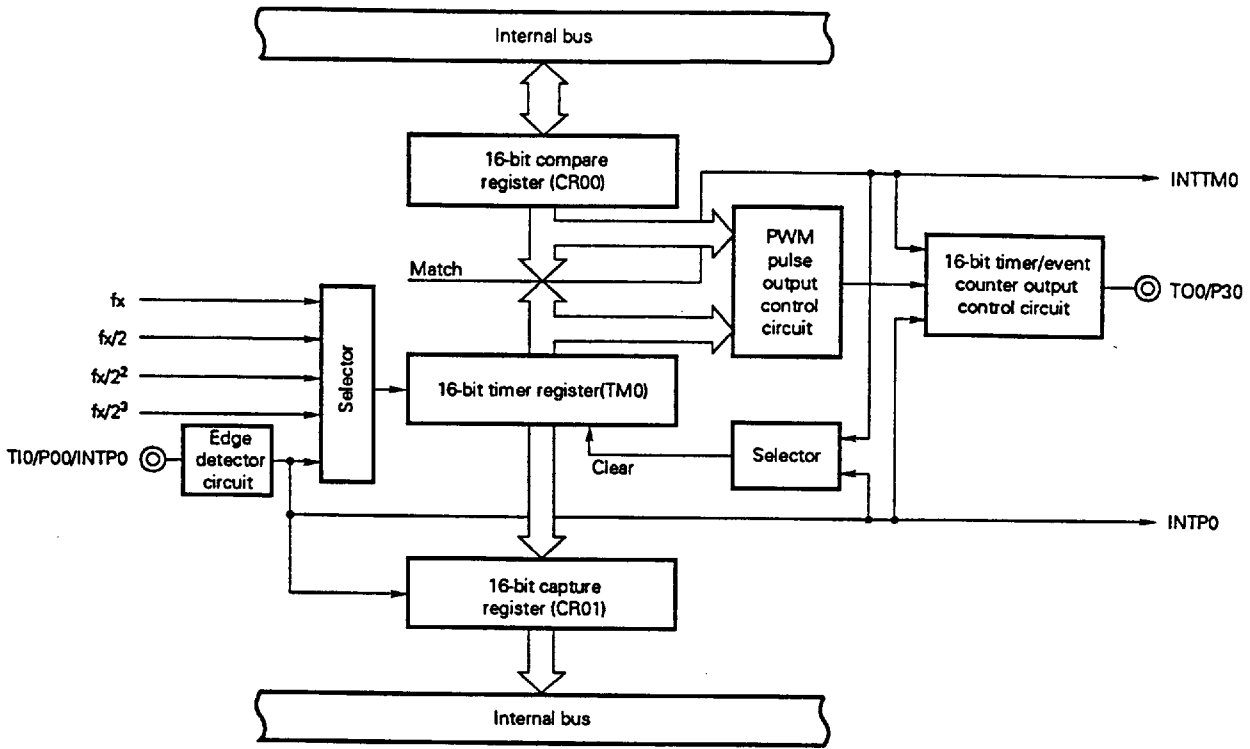 Internal bus
16-bit compare
register (CR00)
INTTM0
PWM
pulse
output
control
circuit
16-bit timer/event
counter output
control circuit
TO0/P30
Match
fx
fx/2
fx/2²
fx/2³
Selector
16-bit timer register(TM0)
TI0/P00/INTP0
Edge
detector
circuit
Clear
Selector
INTP0
16-bit capture
register (CR01)
Internal bus